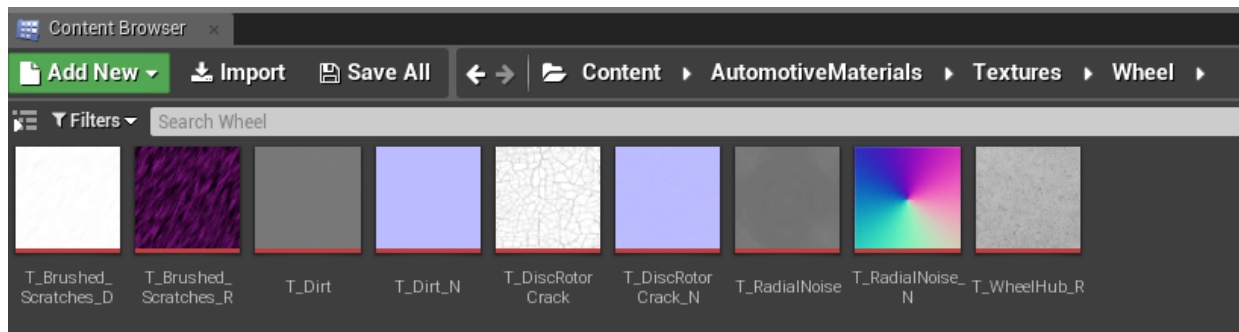 Content Browser
Add New Import Save All Content AutomotiveMaterials Textures Wheel
Filters Search Wheel
T_Brushed_
Scratches_D
T_Brushed_
Scratches_R
T_Dirt
T_Dirt_N
T_DiscRotor
Crack
T_DiscRotor
Crack_N
T_RadialNoise
T_RadialNoise_
N
T_WheelHub_R